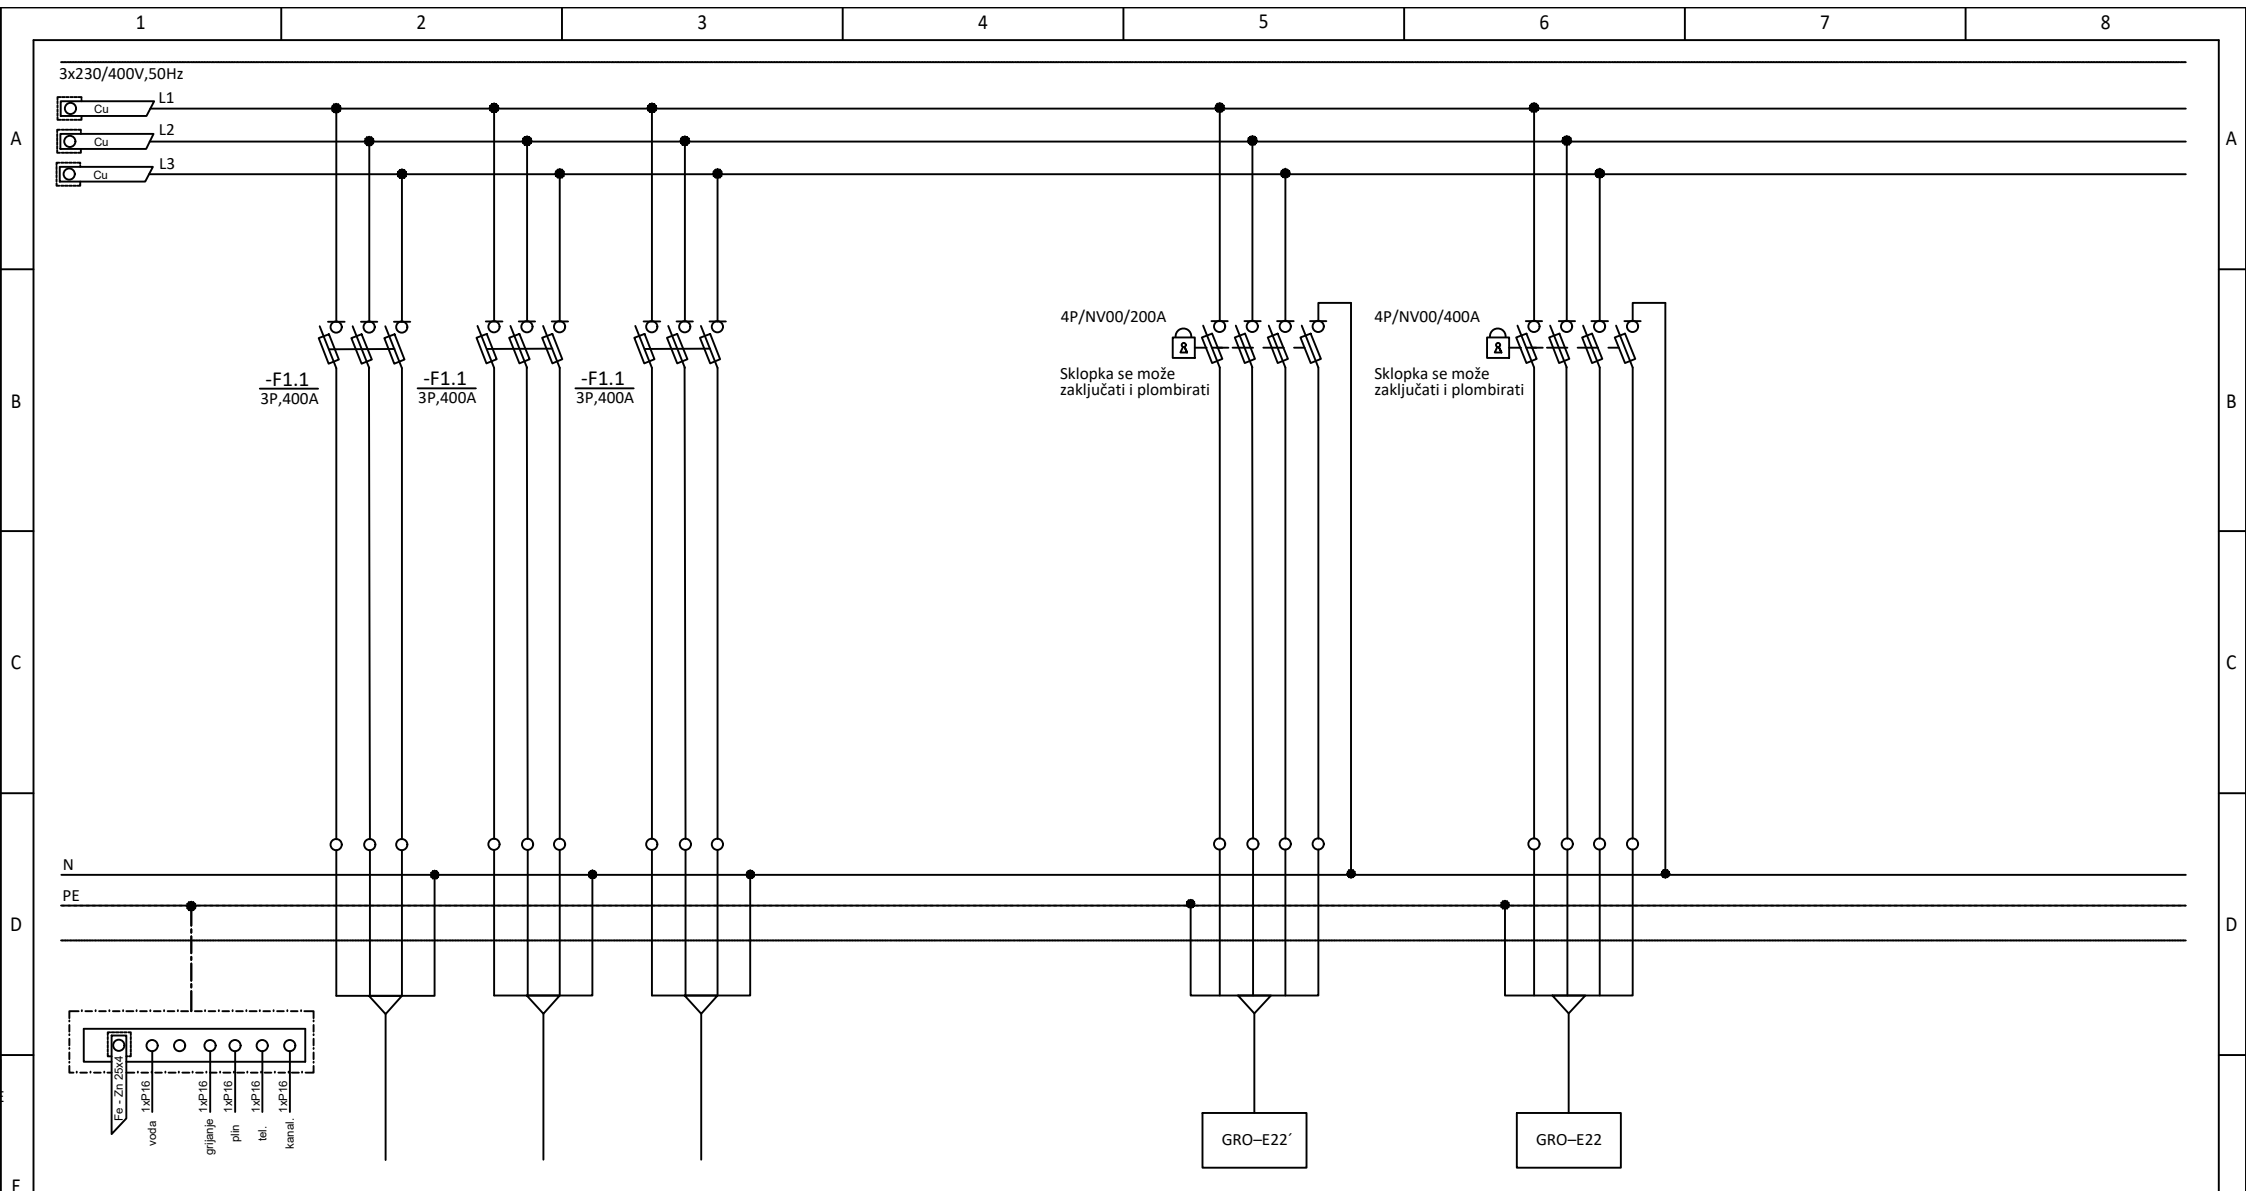 1 2 3 4 5 6 7 8
3x230/400V,50Hz
Cu L1
Cu L2
Cu L3
A A
4P/NV00/200A 4P/NV00/400A
-F1.1 -F1.1 -F1.1
3P,400A 3P,400A 3P,400A
Sklopka se može
zaključati i plombirati
Sklopka se može
zaključati i plombirati
B B
C C
N
PE
D D
Fe - Zn 25x4
1xP16
voda
1xP16
grijanje
1xP16
plin
1xP16
tel.
1xP16
kanal.
GRO–E22´ GRO–E22